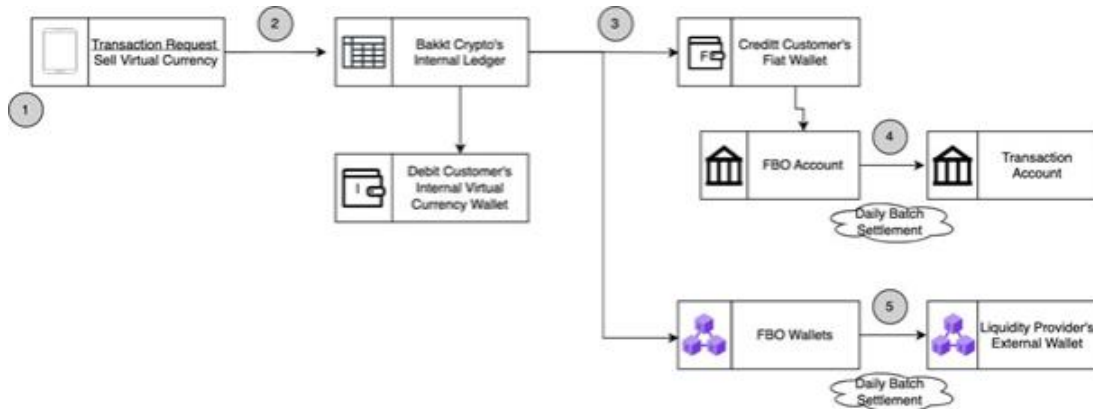 1
Transaction Request
Sell Virtual Currency
2
Bakkt Crypto's
Internal Ledger
3
F
Creditt Customer's
Fiat Wallet
I
Debit Customer's
Internal Virtual
Currency Wallet
FBO Account
4
Transaction
Account
Daily Batch
Settlement
FBO Wallets
5
Liquidity Provider's
External Wallet
Daily Batch
Settlement